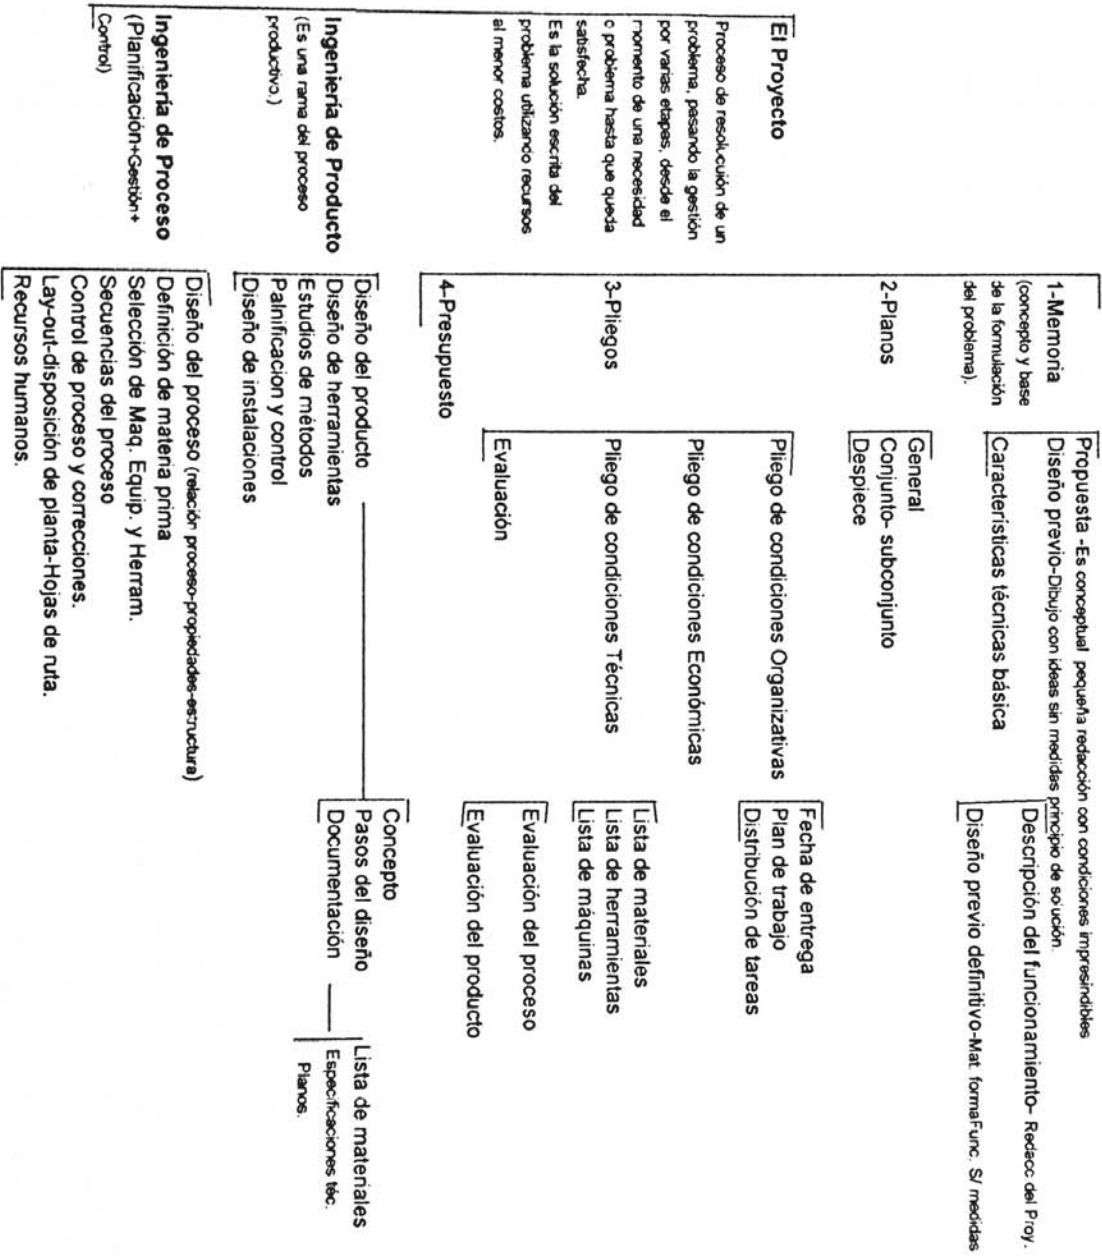 El Proyecto
Proceso de resolucuión de un
problema, pasando la gestión
por varias etapas, desde el
momento de una necesidad
o problema hasta que queda
satisfecha.
Es la solución escrita del
problema utilizando recursos
al menor costos.
1-Memoria
(concepto y base
de la formulación
del problema).
Propuesta -Es conceptual pequeña redacción con condiciones impresindibles
Diseño previo-Dibujo con ideas sin medidas principio de solución.
Características técnicas básica
Descripción del funcionamiento- Redacc del Proy.
Diseño previo definitivo-Mat. formaFunc. S/ medidas
2-Planos
General
Conjunto- subconjunto
Despiece
3-Pliegos
Pliego de condiciones Organizativas
Fecha de entrega
Plan de trabajo
Distribución de tareas
Pliego de condiciones Económicas
Pliego de condiciones Técnicas
Lista de materiales
Lista de herramientas
Lista de máquinas
Evaluación
Evaluación del proceso
Evaluación del producto
4-Presupuesto
Ingeniería de Producto
(Es una rama del proceso
productivo.)
Diseño del producto
Diseño de herramientas
Estudios de métodos
Palnificacion y control
Diseño de instalaciones
Concepto
Pasos del diseño
Documentación
Lista de materiales
Especificaciones téc.
Planos.
Ingeniería de Proceso
(Planificación+Gestión+
Control)
Diseño del proceso (relación proceso-propiedades-estructura)
Definición de materia prima
Selección de Maq. Equip. y Herram.
Secuencias del proceso
Control de proceso y correcciones.
Lay-out-disposición de planta-Hojas de ruta.
Recursos humanos.